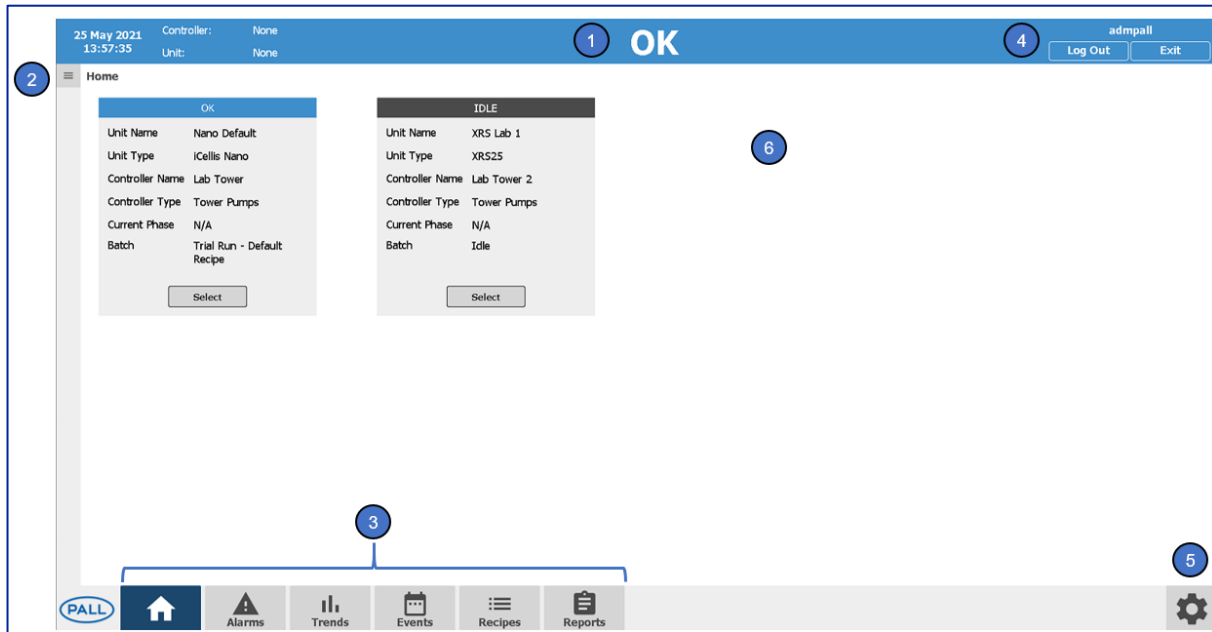 25 May 2021
13:57:35
Controller: None
Unit: None
1
OK
4
admpall
Log Out Exit
2
Home
OK
Unit Name Nano Default
Unit Type iCellis Nano
Controller Name Lab Tower
Controller Type Tower Pumps
Current Phase N/A
Batch Trial Run - Default
Recipe
Select
IDLE
Unit Name XRS Lab 1
Unit Type XRS25
Controller Name Lab Tower 2
Controller Type Tower Pumps
Current Phase N/A
Batch Idle
Select
6
3
5
PALL
Alarms Trends Events Recipes Reports